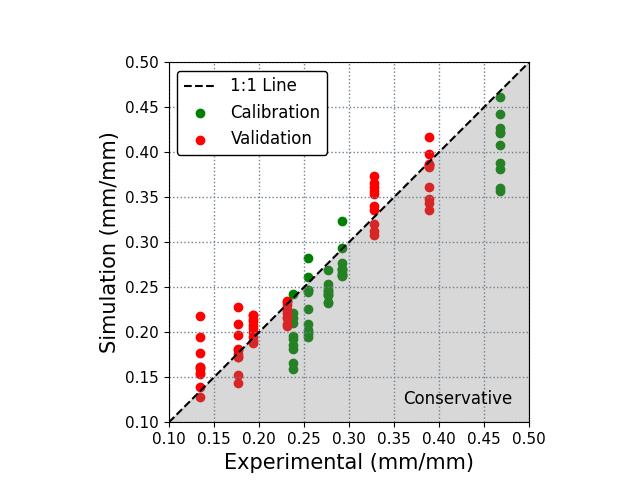 0.50
0.45
0.40
0.35
0.30
0.25
0.20
0.15
0.10
Simulation (mm/mm)
1:1 Line
Calibration
Validation
Conservative
0.10 0.15 0.20 0.25 0.30 0.35 0.40 0.45 0.50
Experimental (mm/mm)